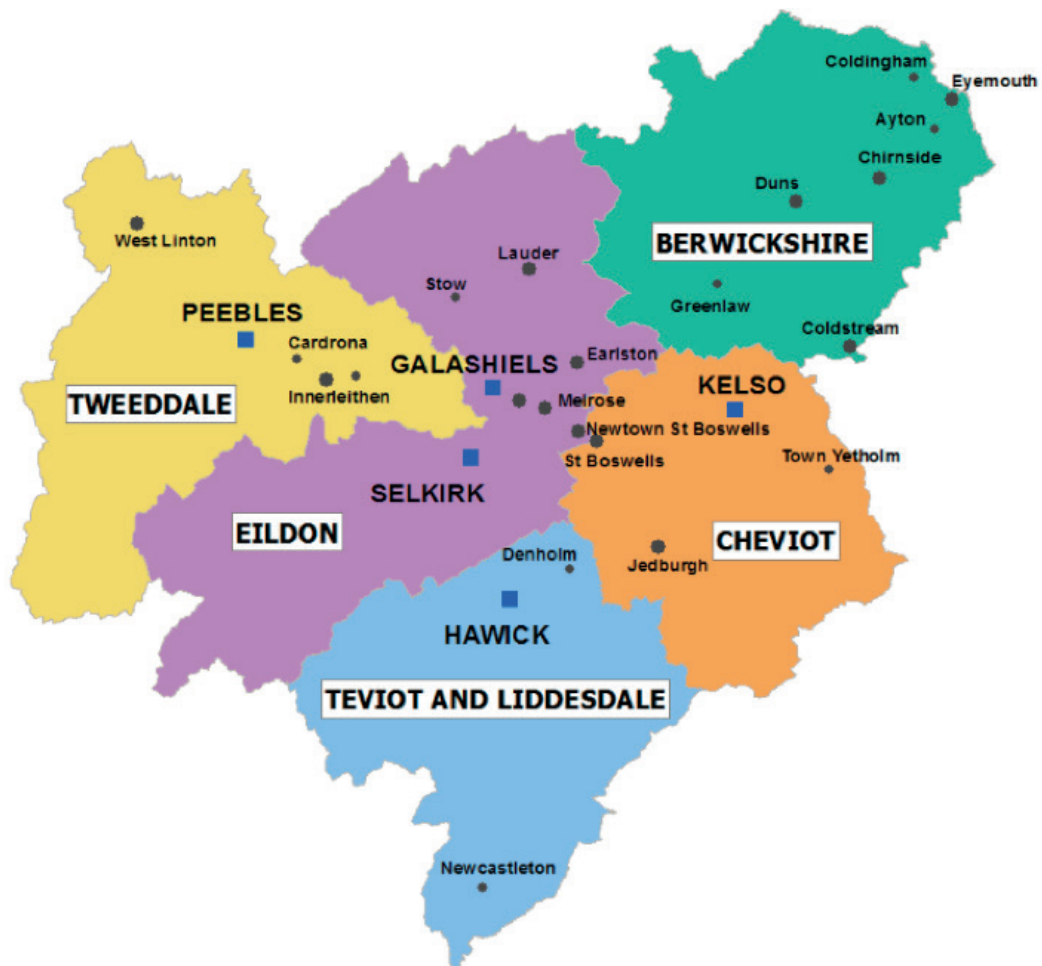 Coldingham
Eyemouth
Ayton
Chirnside
Duns
West Linton
BERWICKSHIRE
Lauder
Stow
Greenlaw
PEEBLES
Coldstream
Cardrona
Earlston
GALASHIELS
KELSO
Innerleithen
TWEEDDALE
Melrose
Newtown St Boswells
St Boswells
Town Yetholm
SELKIRK
EILDON
CHEVIOT
Denholm
Jedburgh
HAWICK
TEVIOT AND LIDDESDALE
Newcastleton